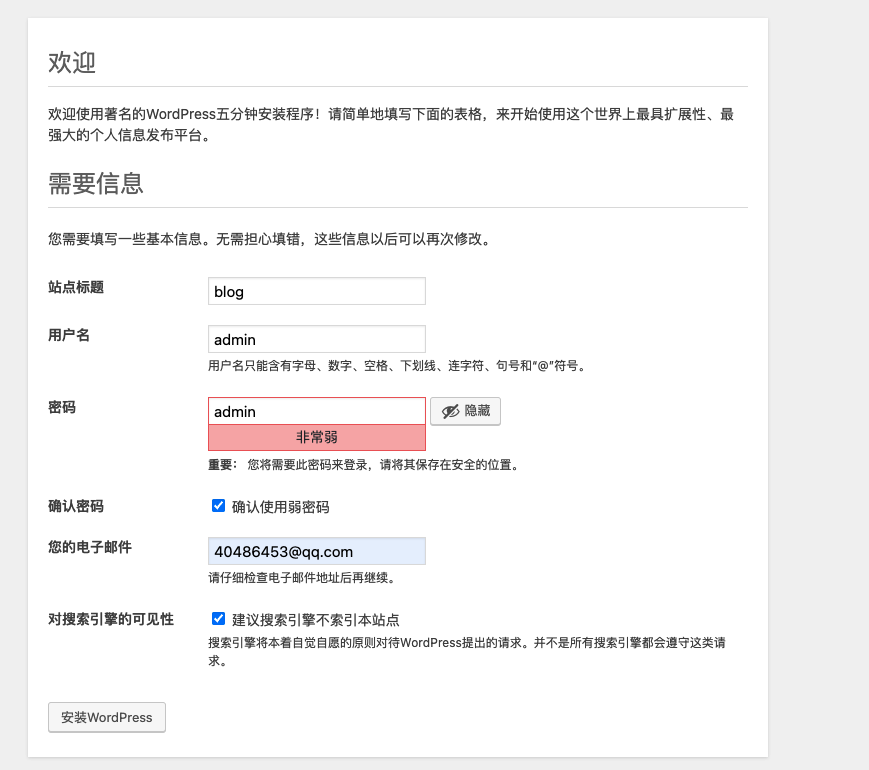 欢迎
欢迎使用著名的WordPress五分钟安装程序！请简单地填写下面的表格，来开始使用这个世界上最具扩展性、最
强大的个人信息发布平台。
需要信息
您需要填写一些基本信息。无需担心填错，这些信息以后可以再次修改。
站点标题
blog
用户名
admin
用户名只能含有字母、数字、空格、下划线、连字符、句号和“@”符号。
密码
admin
隐藏
非常弱
重要： 您将需要此密码来登录，请将其保存在安全的位置。
确认密码
确认使用弱密码
您的电子邮件
40486453@qq.com
请仔细检查电子邮件地址后再继续。
对搜索引擎的可见性
建议搜索引擎不索引本站点
搜索引擎将本着自觉自愿的原则对待WordPress提出的请求。并不是所有搜索引擎都会遵守这类请
求。
安装WordPress